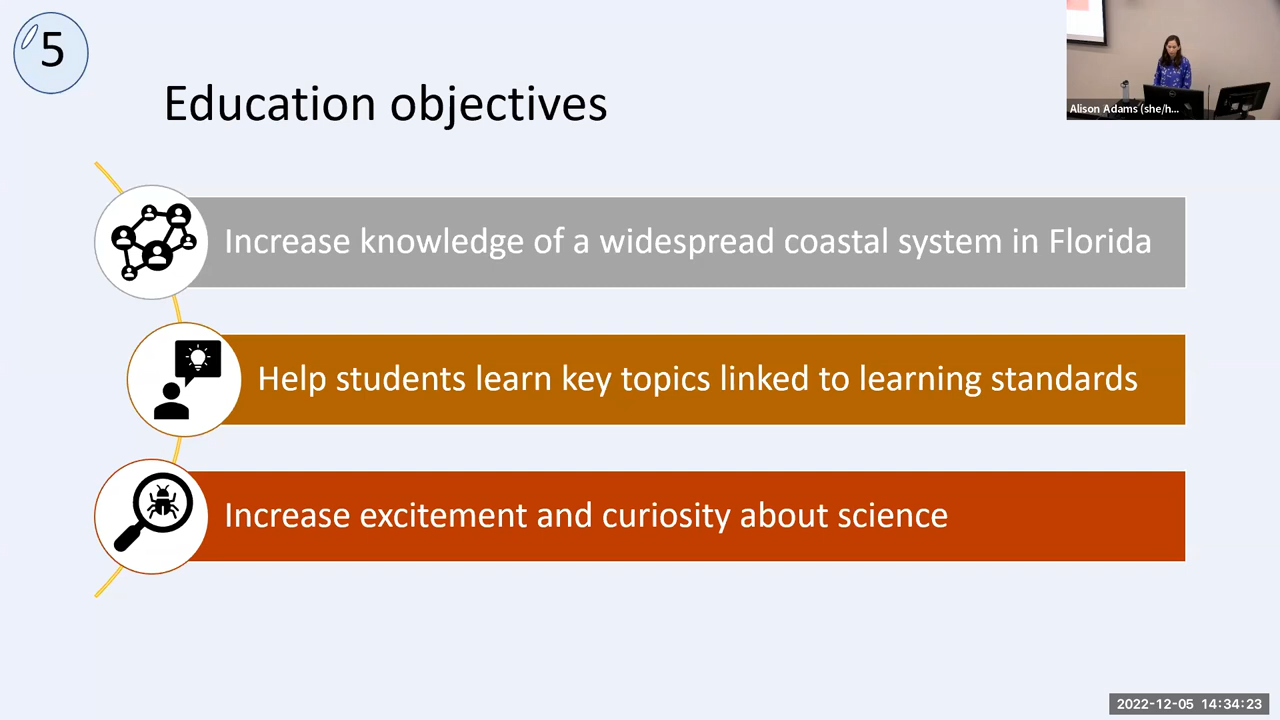 5
Education objectives
Alison Adams (she/h...
Increase knowledge of a widespread coastal system in Florida
Help students learn key topics linked to learning standards
Increase excitement and curiosity about science
2022-12-05 14:34:23